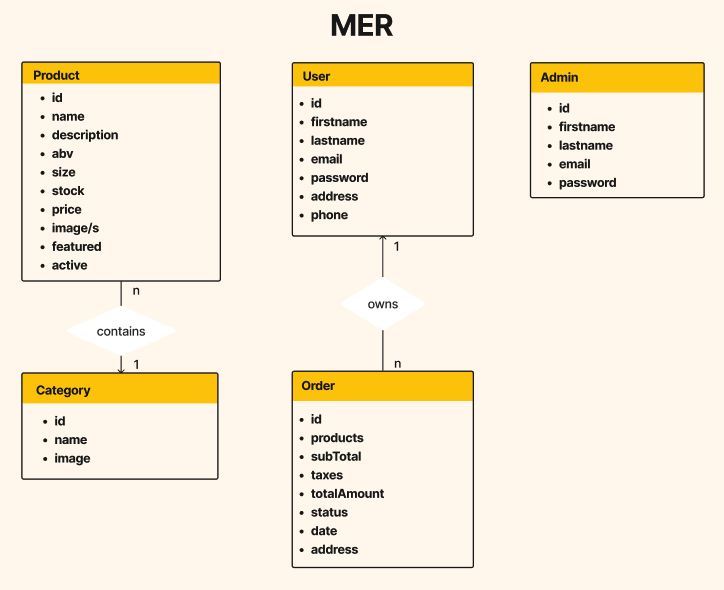 MER
Product
• id
• name
• description
• abv
• size
• stock
• price
• image/s
• featured
• active
n
contains
1
Category
• id
• name
• image
User
• id
• firstname
• lastname
• email
• password
• address
• phone
1
owns
n
Order
• id
• products
• subTotal
• taxes
• totalAmount
• status
• date
• address
Admin
• id
• firstname
• lastname
• email
• password